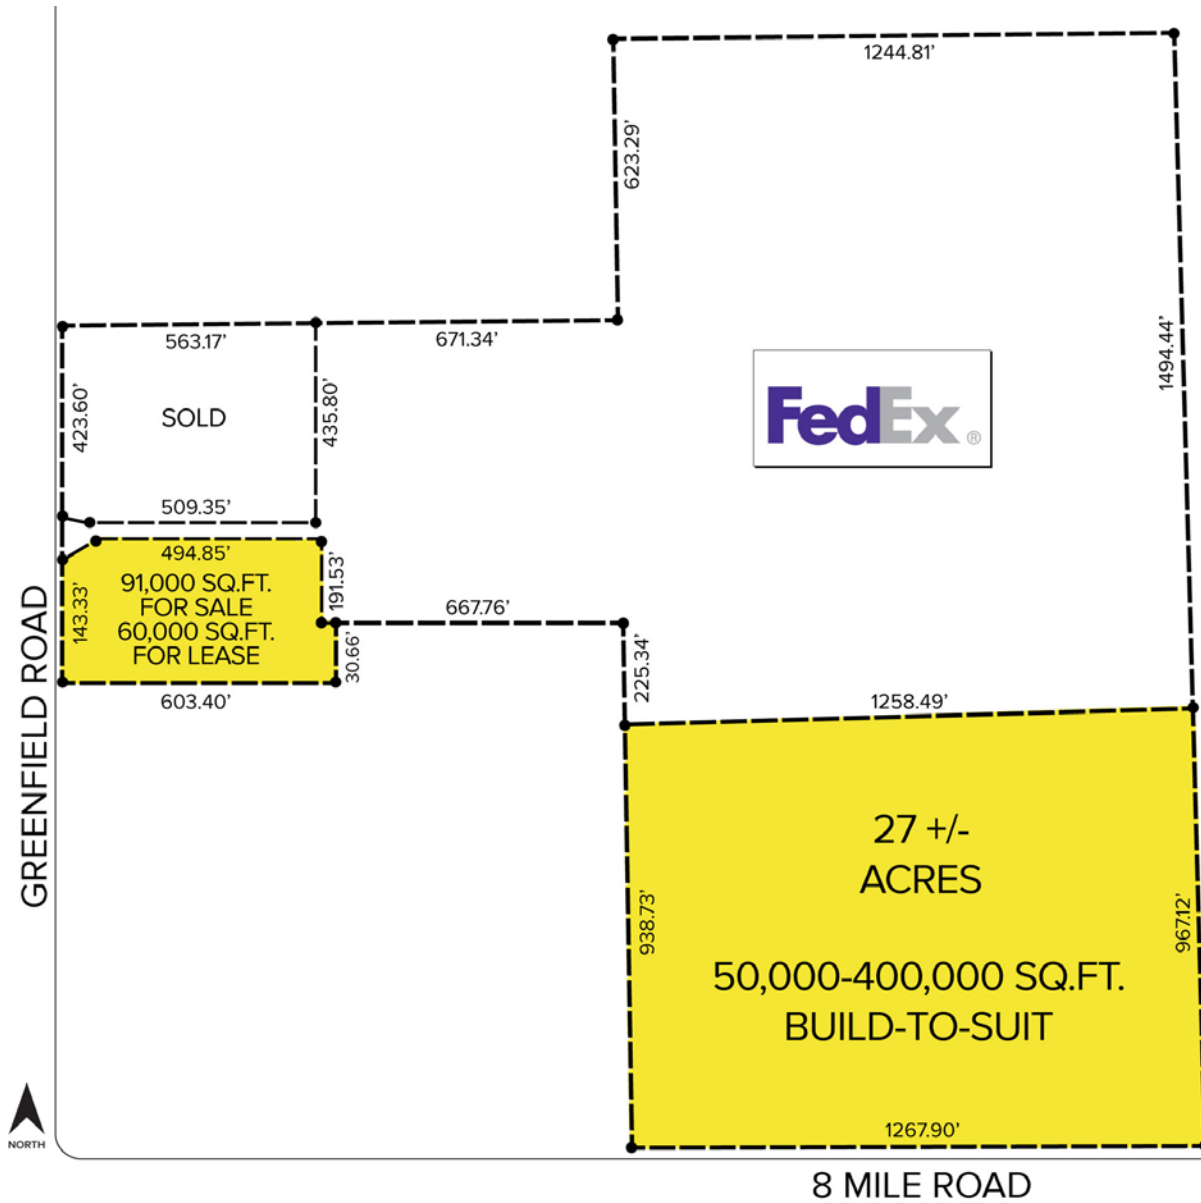 1244.81’
623.29’
563.17’
671.34’
423.60’
SOLD
435.80’
1494.44’
FedEx®
509.35’
494.85’
91,000 SQ.FT.
FOR SALE
60,000 SQ.FT.
FOR LEASE
143.33’
191.53’
30.66’
667.76’
225.34’
603.40’
1258.49’
GREENFIELD ROAD
27 +/-
ACRES
938.73’
967.12’
50,000-400,000 SQ.FT.
BUILD-TO-SUIT
1267.90’
NORTH
8 MILE ROAD